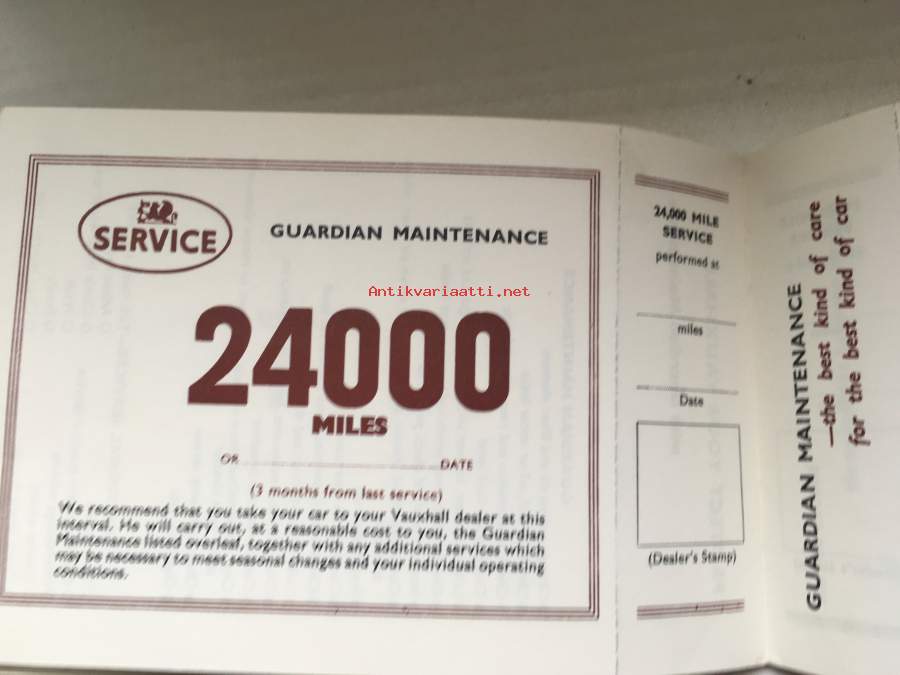 SERVICE
GUARDIAN MAINTENANCE
24000
MILES
OR DATE
(3 months from last service)
We recommend that you take your car to your Vauxhall dealer at this
interval. He will carry out, at a reasonable cost to you, the Guardian
Maintenance listed overleaf, together with any additional services which
may be necessary to meet seasonal changes and your individual operating
conditions.
24,000 MILE
SERVICE
performed at
miles
Date
(Dealer's Stamp)
GUARDIAN MAINTENANCE
—the best kind of care
for the best kind of car
Antikvariaatti.net